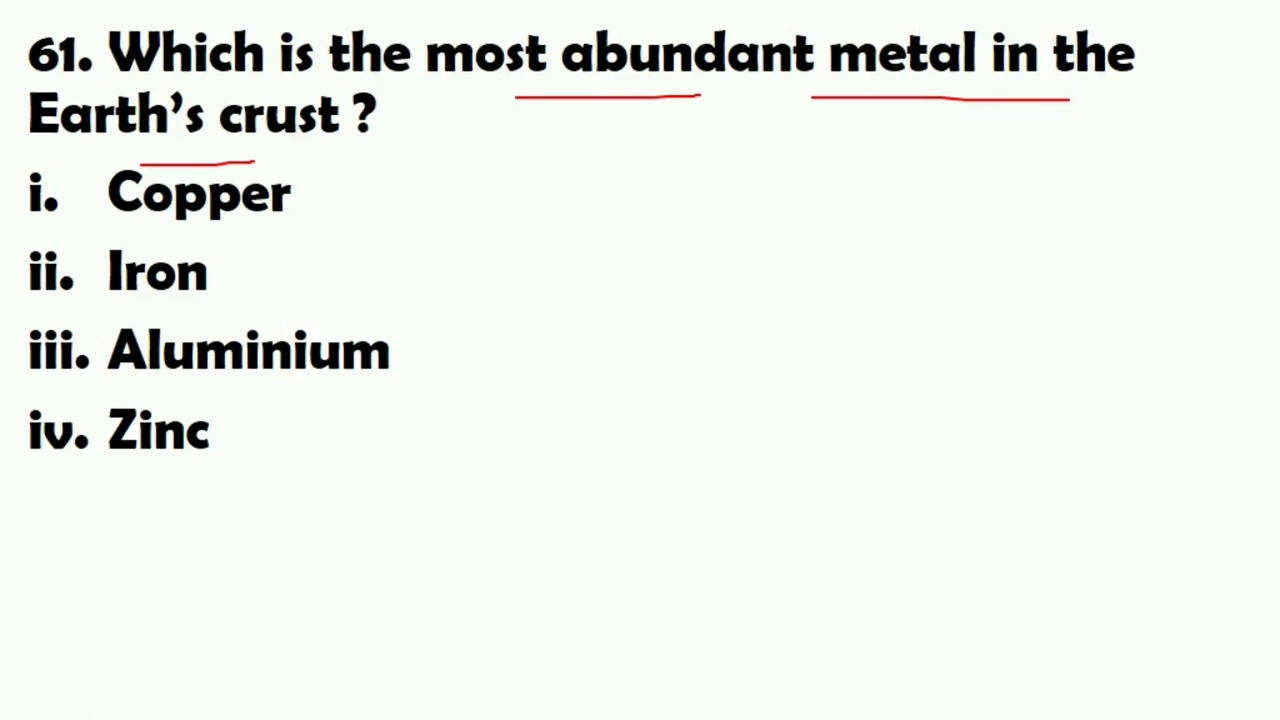 61. Which is the most abundant metal in the
Earth's crust ?
i. Copper
ii. Iron
iii. Aluminium
iv. Zinc